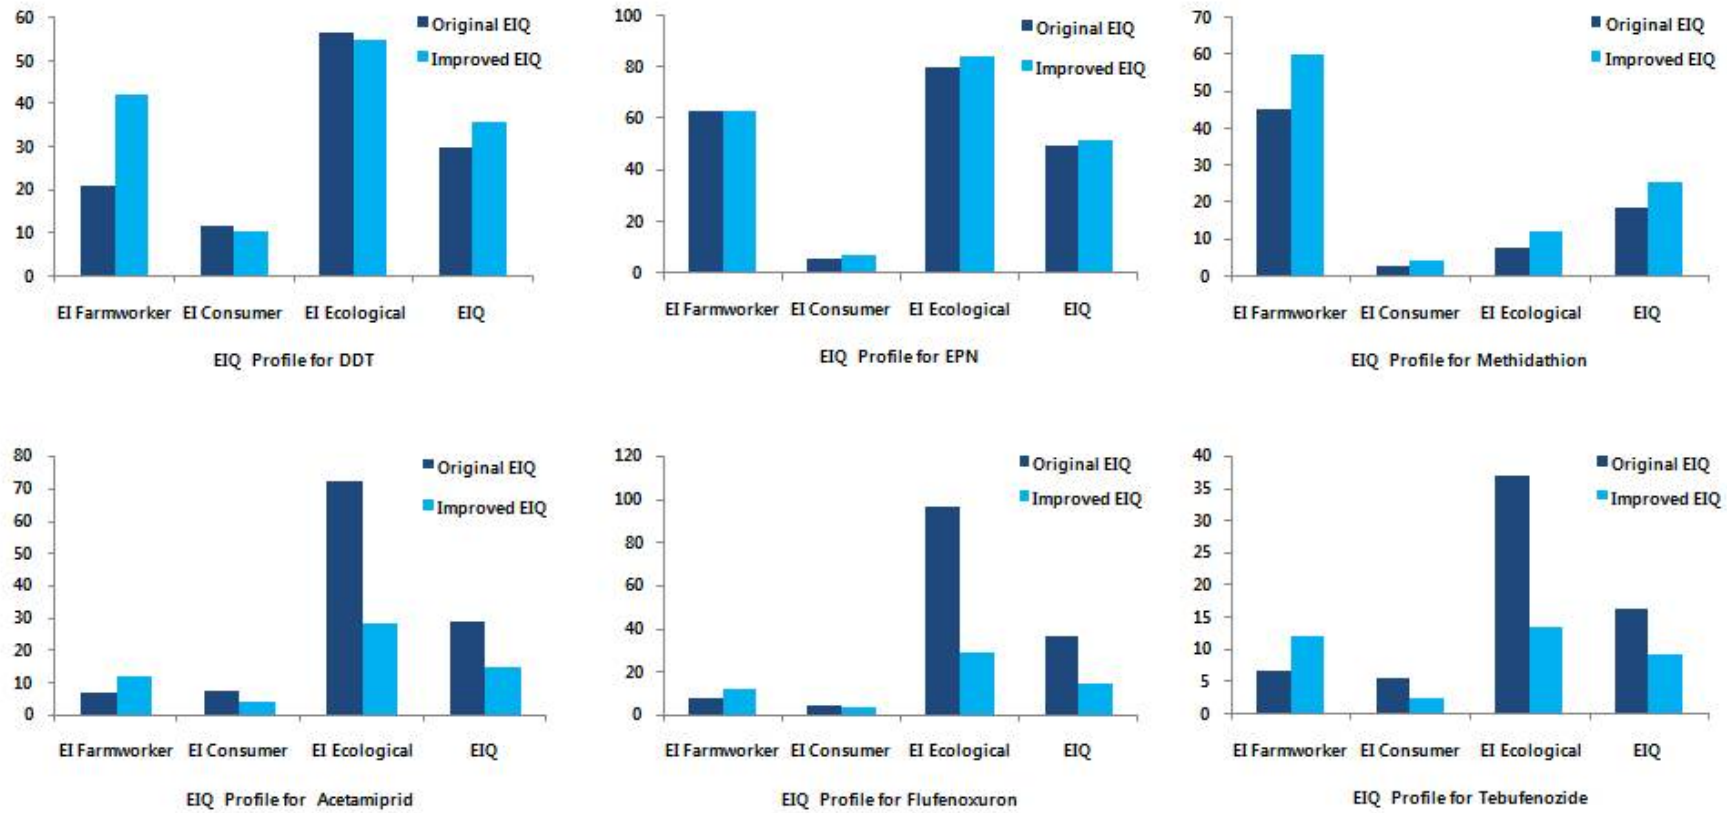 60
50
40
30
20
10
0
Original EIQ
Improved EIQ
EI Farmworker EI Consumer EI Ecological EIQ
EIQ Profile for DDT
100
80
60
40
20
0
Original EIQ
Improved EIQ
EI Farmworker EI Consumer EI Ecological EIQ
EIQ Profile for EPN
70
60
50
40
30
20
10
0
Original EIQ
Improved EIQ
EI Farmworker EI Consumer EI Ecological EIQ
EIQ Profile for Methidathion
80
70
60
50
40
30
20
10
0
Original EIQ
Improved EIQ
EI Farmworker EI Consumer EI Ecological EIQ
EIQ Profile for Acetamiprid
120
100
80
60
40
20
0
Original EIQ
Improved EIQ
EI Farmworker EI Consumer EI Ecological EIQ
EIQ Profile for Flufenoxuron
40
35
30
25
20
15
10
5
0
Original EIQ
Improved EIQ
EI Farmworker EI Consumer EI Ecological EIQ
EIQ Profile for Tebufenozide